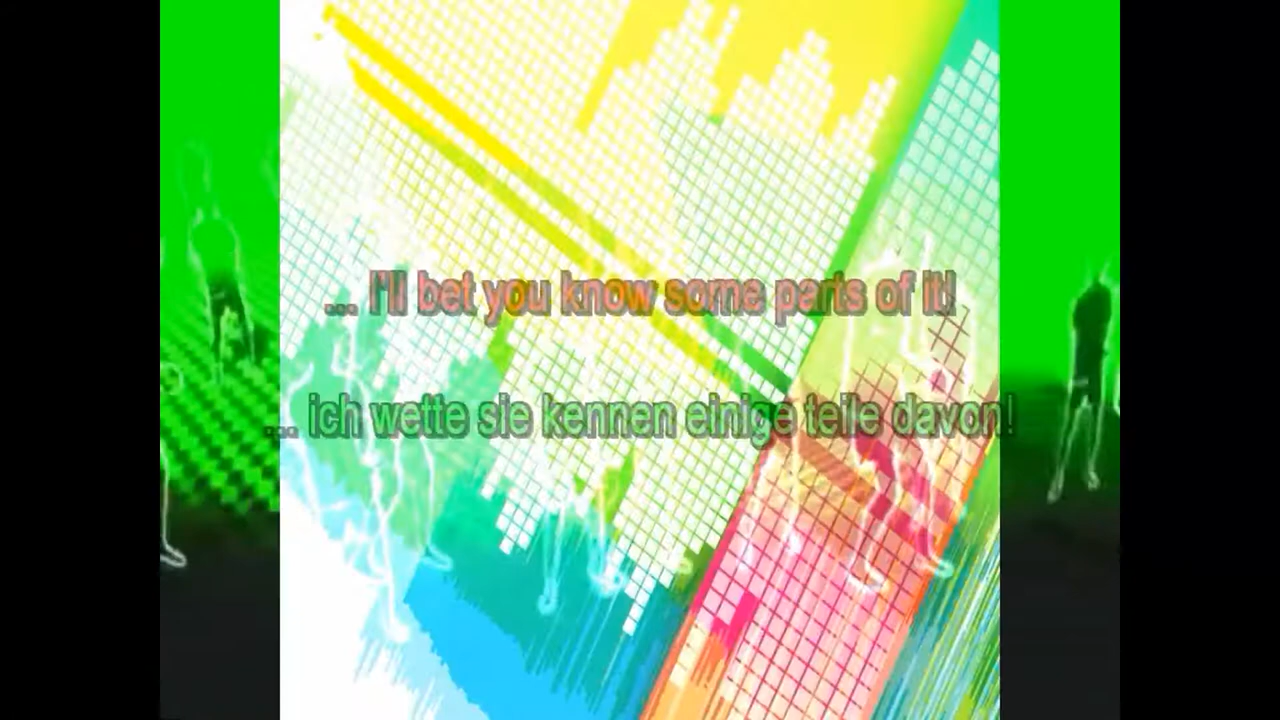 ... I'll bet you know some parts of it!
... ich wette sie kennen einige teile davon!